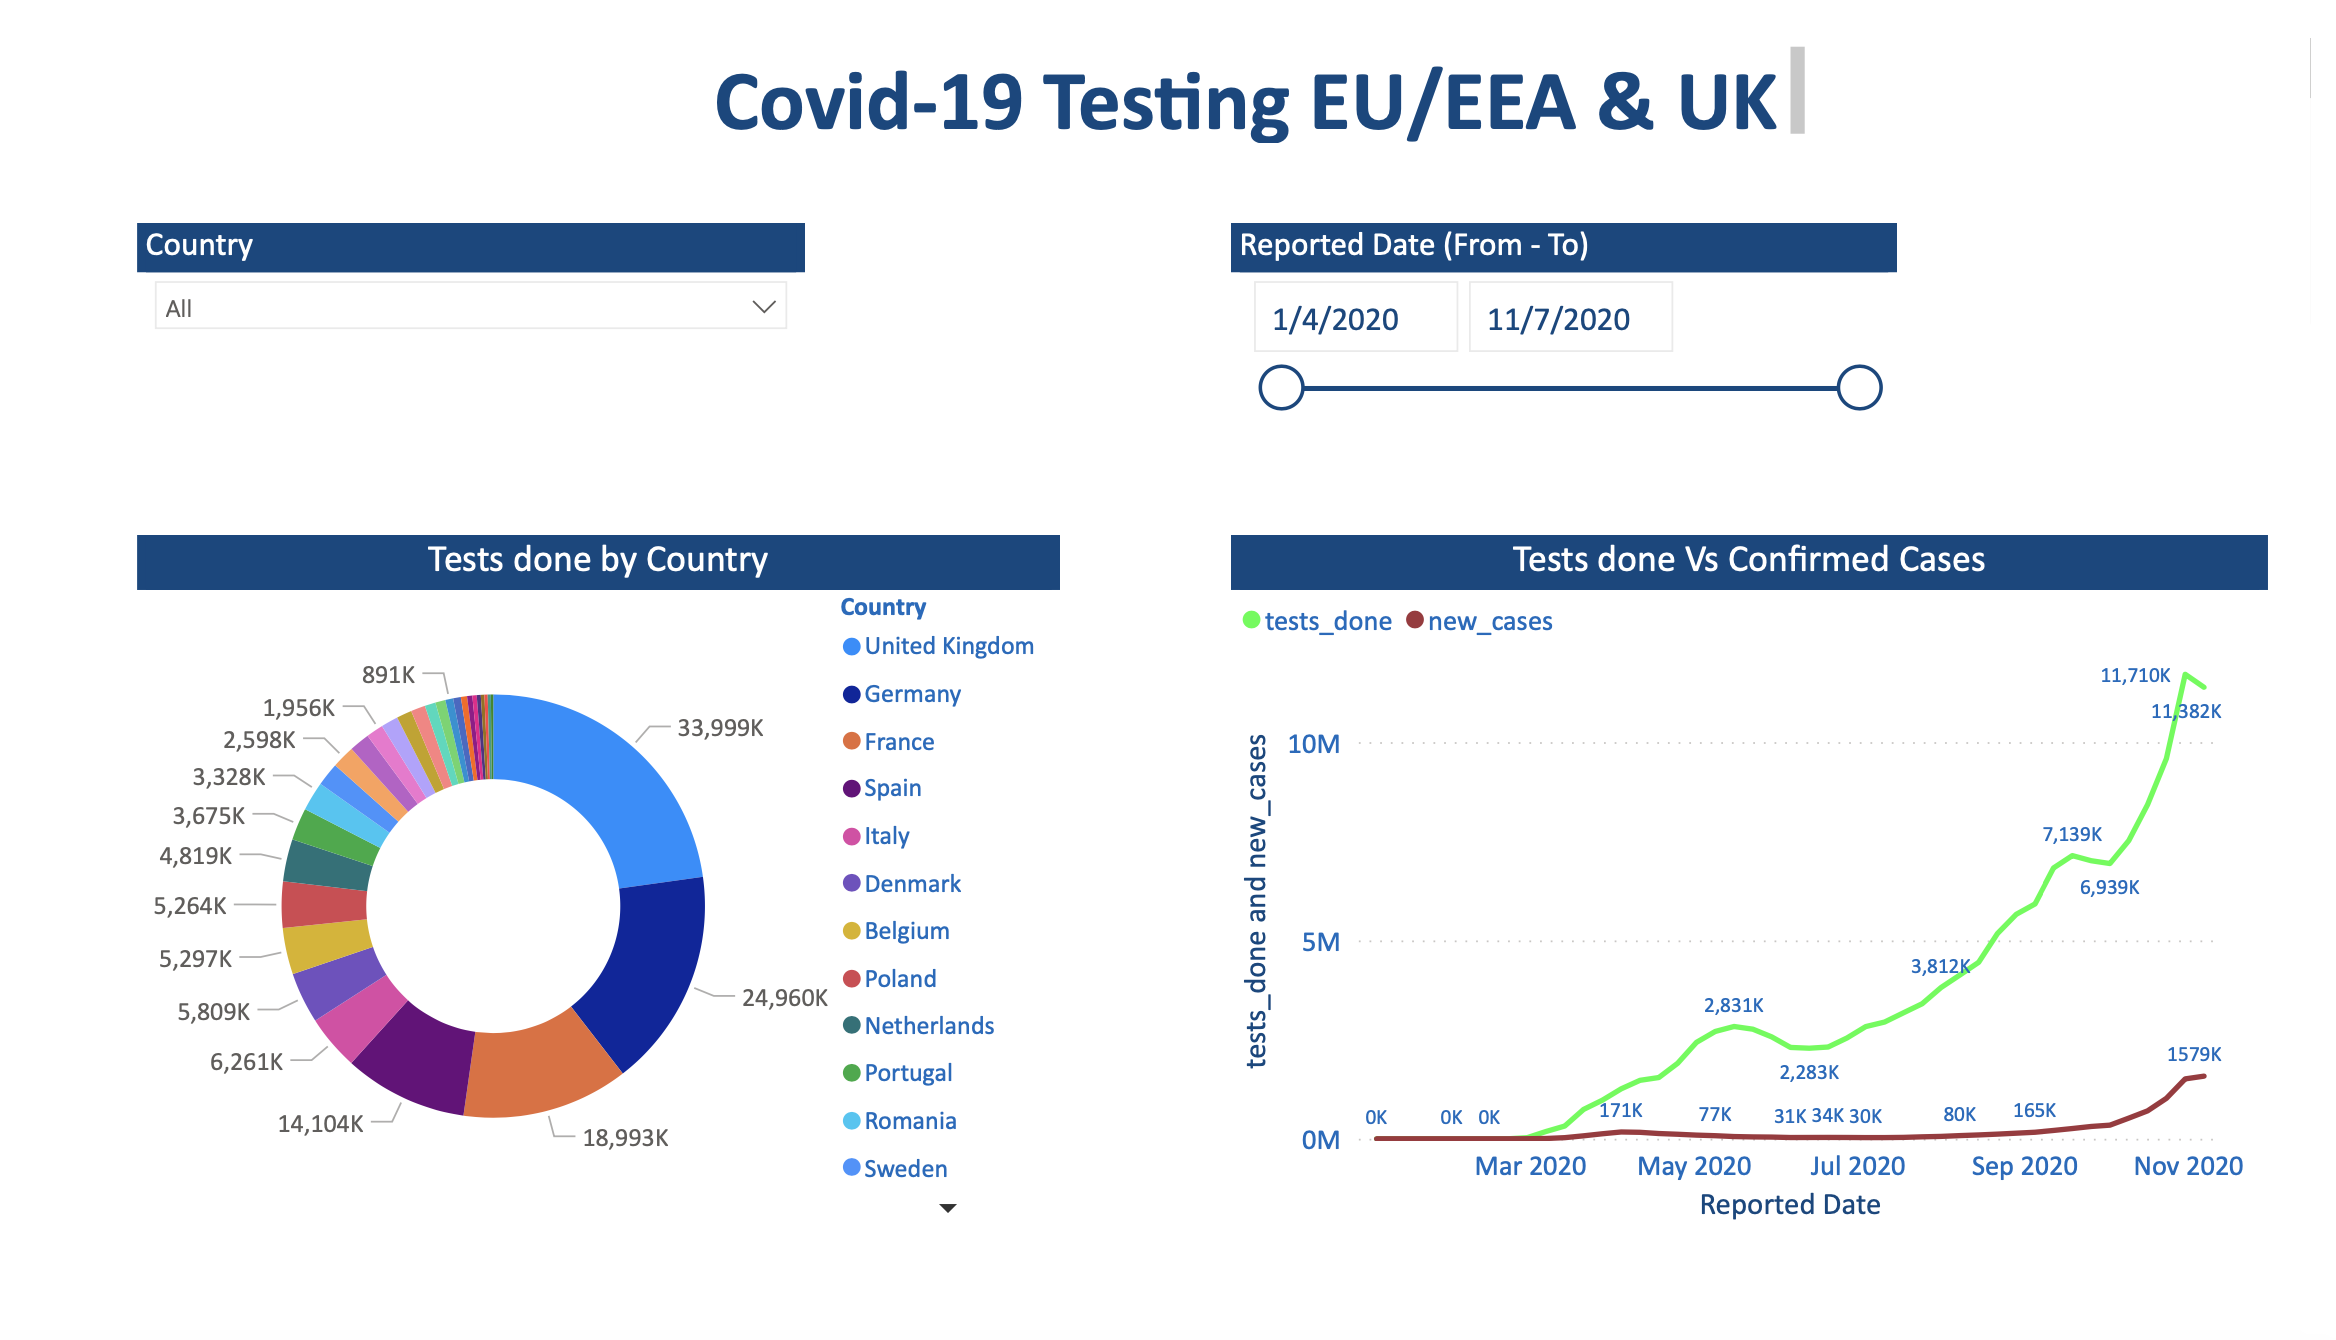 Covid-19 Testing EU/EEA & UK
Country
All
Reported Date (From - To)
1/4/2020
11/7/2020
Tests done by Country
33,999K
24,960K
18,993K
14,104K
6,261K
5,809K
5,297K
5,264K
4,819K
3,675K
3,328K
2,598K
1,956K
891K
Country
United Kingdom
Germany
France
Spain
Italy
Denmark
Belgium
Poland
Netherlands
Portugal
Romania
Sweden
Tests done Vs Confirmed Cases
tests_done new_cases
tests_done and new_cases
10M
5M
0M
11,710K
11,382K
7,139K
6,939K
3,812K
2,831K
2,283K
1579K
0K 0K 0K 171K 77K 31K 34K 30K 80K 165K
Mar 2020 May 2020 Jul 2020 Sep 2020 Nov 2020
Reported Date